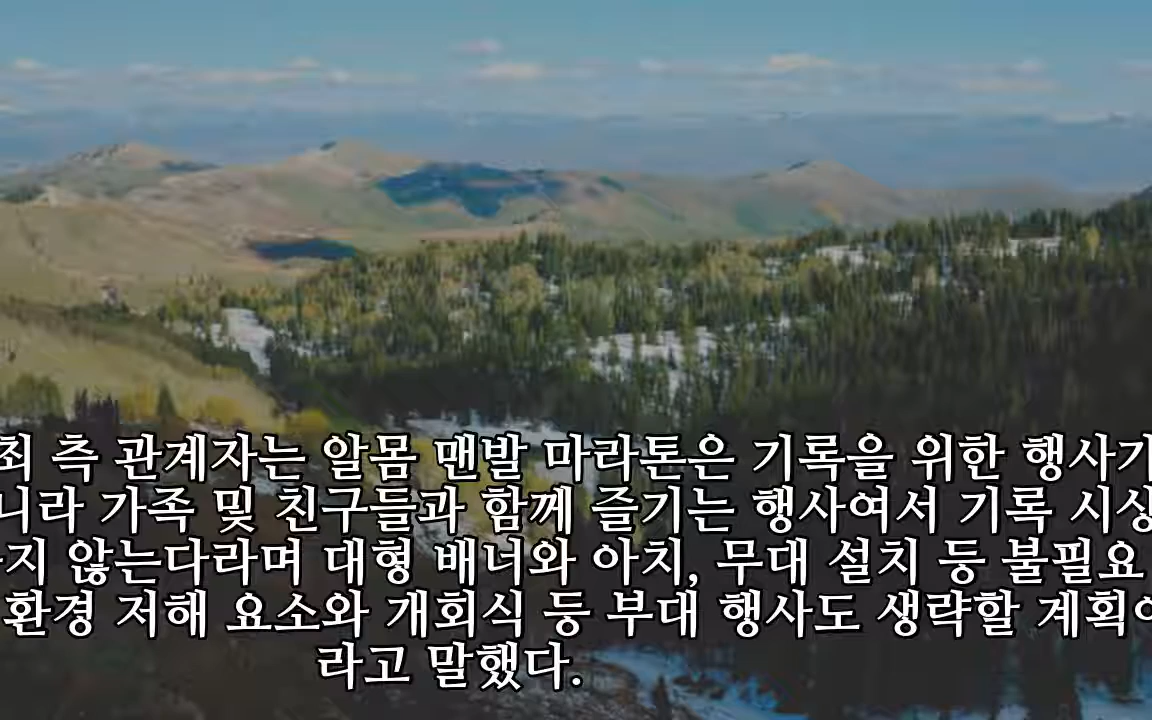 최 측 관계자는 알몸 맨발 마라톤은 기록을 위한 행사가
니라 가족 및 친구들과 함께 즐기는 행사여서 기록 시상
지 않는다라며 대형 배너와 아치, 무대 설치 등 불필요
환경 저해 요소와 개회식 등 부대 행사도 생략할 계획이
라고 말했다.